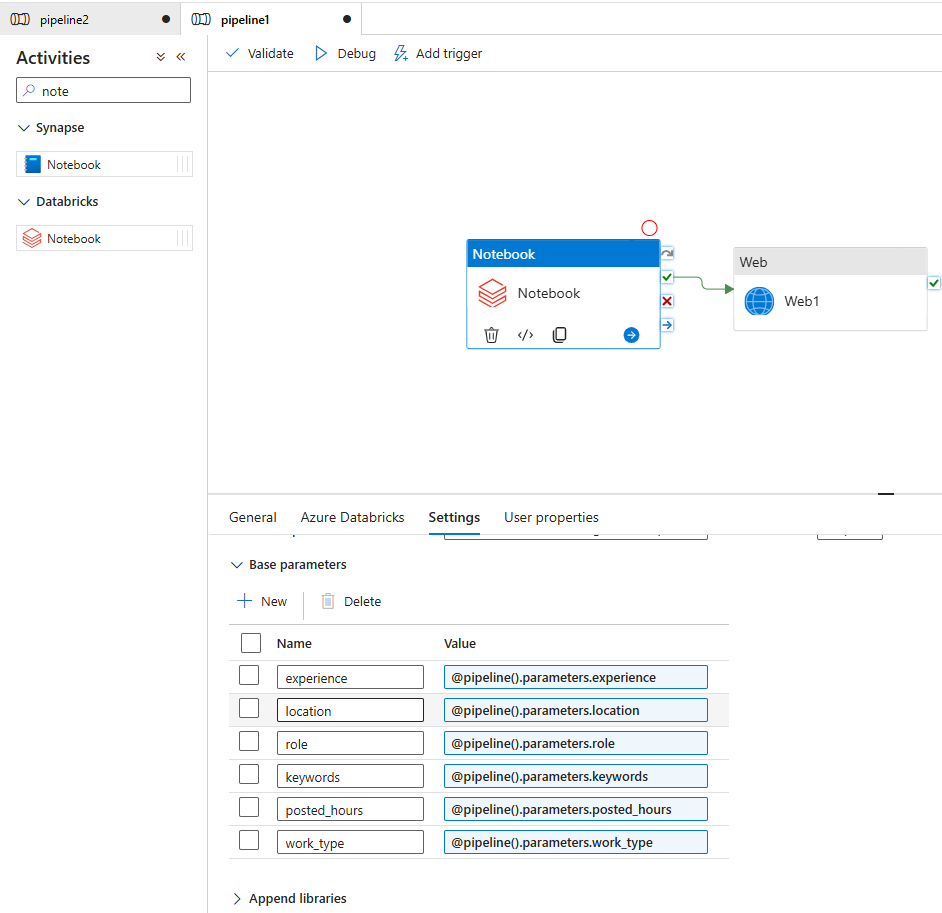 pipeline2
pipeline1
Activities
note
Synapse
Notebook
Databricks
Notebook
Validate
Debug
Add trigger
Notebook
Notebook
Web
Web1
General
Azure Databricks
Settings
User properties
Base parameters
New
Delete
Name
Value
experience
@pipeline().parameters.experience
location
@pipeline().parameters.location
role
@pipeline().parameters.role
keywords
@pipeline().parameters.keywords
posted_hours
@pipeline().parameters.posted_hours
work_type
@pipeline().parameters.work_type
Append libraries